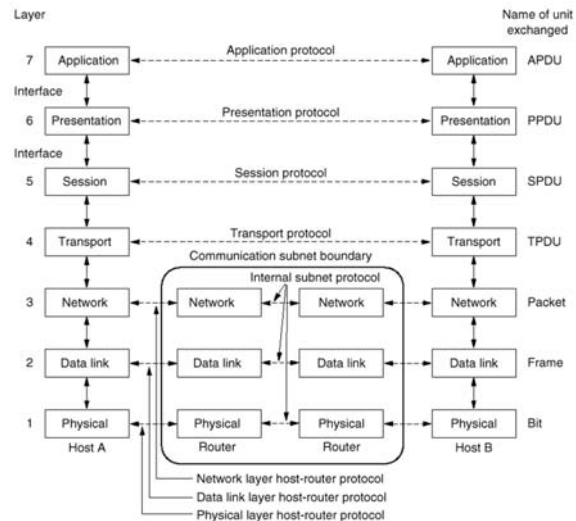 Layer
Name of unit exchanged
Application protocol
7 Application Application APDU
Interface
Presentation protocol
6 Presentation Presentation PPDU
Interface
Session protocol
5 Session Session SPDU
Transport protocol
4 Transport Transport TPDU
Communication subnet boundary
Internal subnet protocol
3 Network Network Network Network Packet
2 Data link Data link Data link Data link Frame
1 Physical Physical Physical Physical Bit
Host A Router Router Host B
Network layer host-router protocol
Data link layer host-router protocol
Physical layer host-router protocol